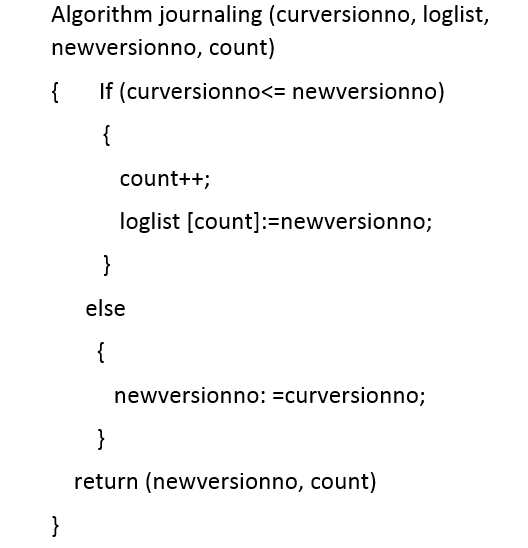 Algorithm journaling (curversionno, loglist,
newversionno, count)
{ If (curversionno<= newversionno)
{
count++;
loglist [count]:=newversionno;
}
else
{
newversionno: =curversionno;
}
return (newversionno, count)
}